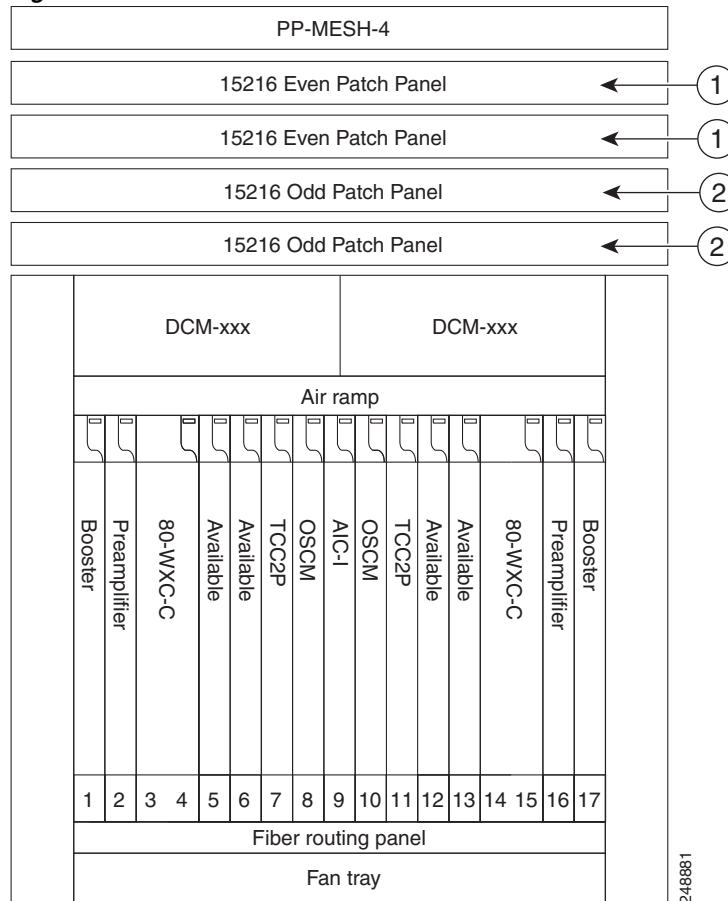 PP-MESH-4
15216 Even Patch Panel
1
15216 Even Patch Panel
1
15216 Odd Patch Panel
2
15216 Odd Patch Panel
2
DCM-xxx
DCM-xxx
Air ramp
Booster
Preamplifier
80-WXC-C
Available
Available
TCC2P
OSCM
AIC-I
OSCM
TCC2P
Available
Available
80-WXC-C
Preamplifier
Booster
1 2 3 4 5 6 7 8 9 10 11 12 13 14 15 16 17
Fiber routing panel
Fan tray
248881